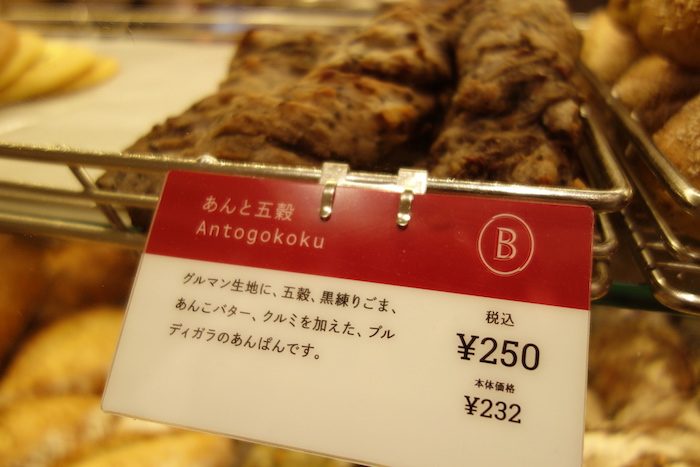 あんと五穀
Antogokoku
B
グルマン生地に、五穀、黒練りごま、
あんこバター、クルミを加えた、ブル
ディガラのあんぱんです。
税込
¥250
本体価格
¥232